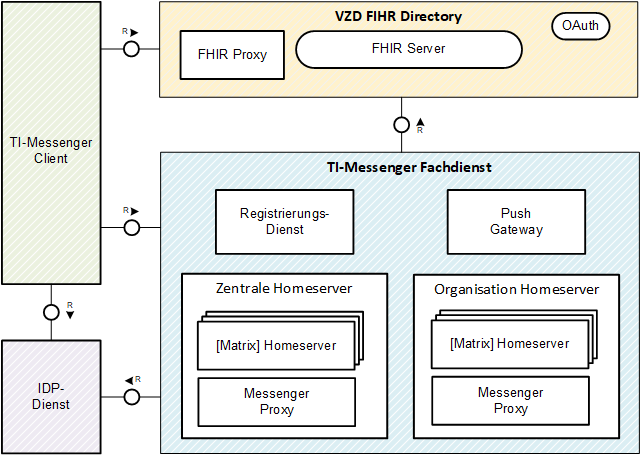 VZD FIHR Directory
OAuth
FHIR Proxy
FHIR Server
R
TI-Messenger
Client
R
TI-Messenger Fachdienst
R
Registrierungs-
Dienst
Push
Gateway
Zentrale Homeserver
Organisation Homeserver
[Matrix] Homeserver
[Matrix] Homeserver
Messenger
Proxy
Messenger
Proxy
R
IDP-
Dienst
R